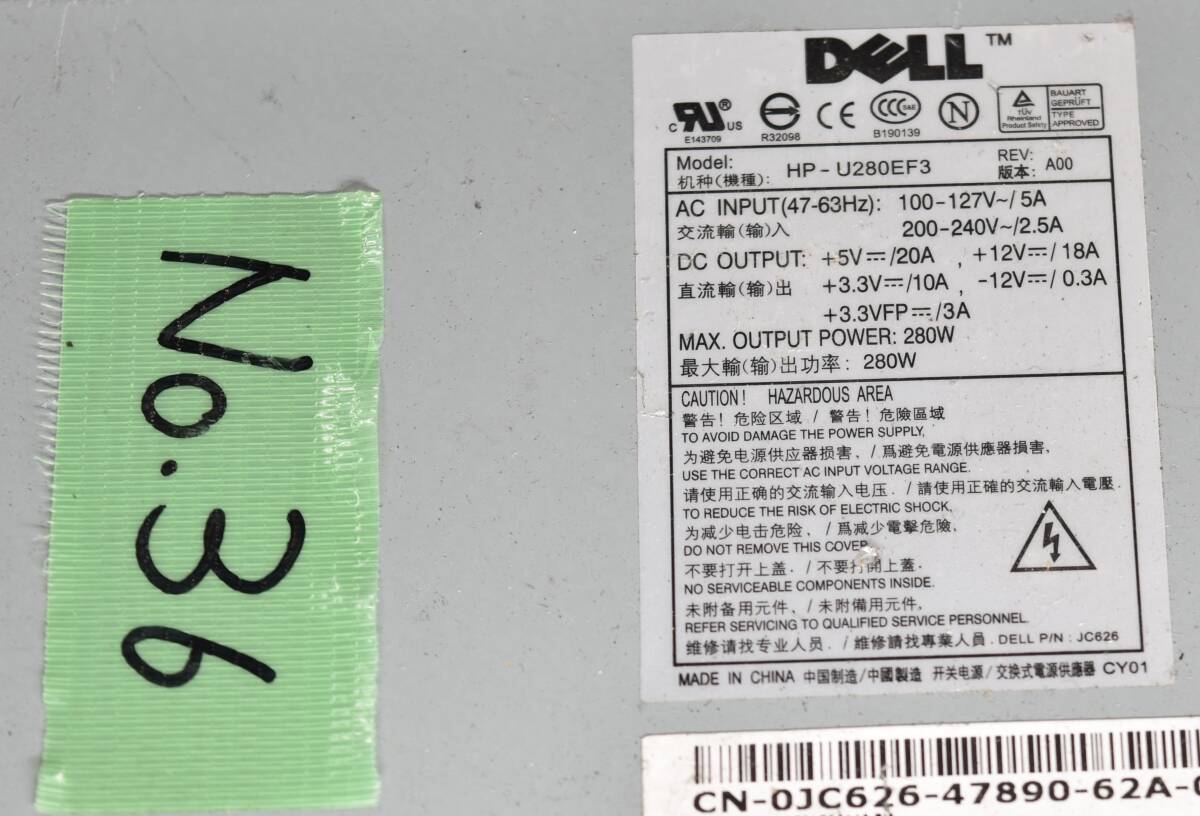 No.36
DELL™
C RU® US
E143709
R32098
CE
CCC S&E
B190139
N
TÜV
Rheinland
Product Safety
BAUART
GEPRÜFT
TYPE
APPROVED
Model: HP-U280EF3 REV: A00
机种(機種): 版本:
AC INPUT(47-63Hz): 100-127V~/5A
交流輸(输)入 200-240V~/2.5A
DC OUTPUT: +5V⎓/20A , +12V⎓/18A
直流輸(输)出 +3.3V⎓/10A , -12V⎓/0.3A
+3.3VFP⎓/3A
MAX. OUTPUT POWER: 280W
最大輸(输)出功率: 280W
CAUTION! HAZARDOUS AREA
警告! 危险区域 / 警告! 危險區域
TO AVOID DAMAGE THE POWER SUPPLY,
为避免电源供应器损害, / 爲避免電源供應器損害,
USE THE CORRECT AC INPUT VOLTAGE RANGE.
请使用正确的交流输入电压. / 請使用正確的交流輸入電壓.
TO REDUCE THE RISK OF ELECTRIC SHOCK,
为减少电击危险, / 爲減少電擊危險,
DO NOT REMOVE THIS COVER.
不要打开上盖. / 不要打開上蓋.
NO SERVICEABLE COMPONENTS INSIDE.
未附备用元件, / 未附備用元件,
REFER SERVICING TO QUALIFIED SERVICE PERSONNEL.
维修请找专业人员. / 維修請找專業人員. DELL P/N: JC626
MADE IN CHINA 中国制造/中國製造 开关电源/交换式電源供應器 CY01
CN-0JC626-47890-62A-0